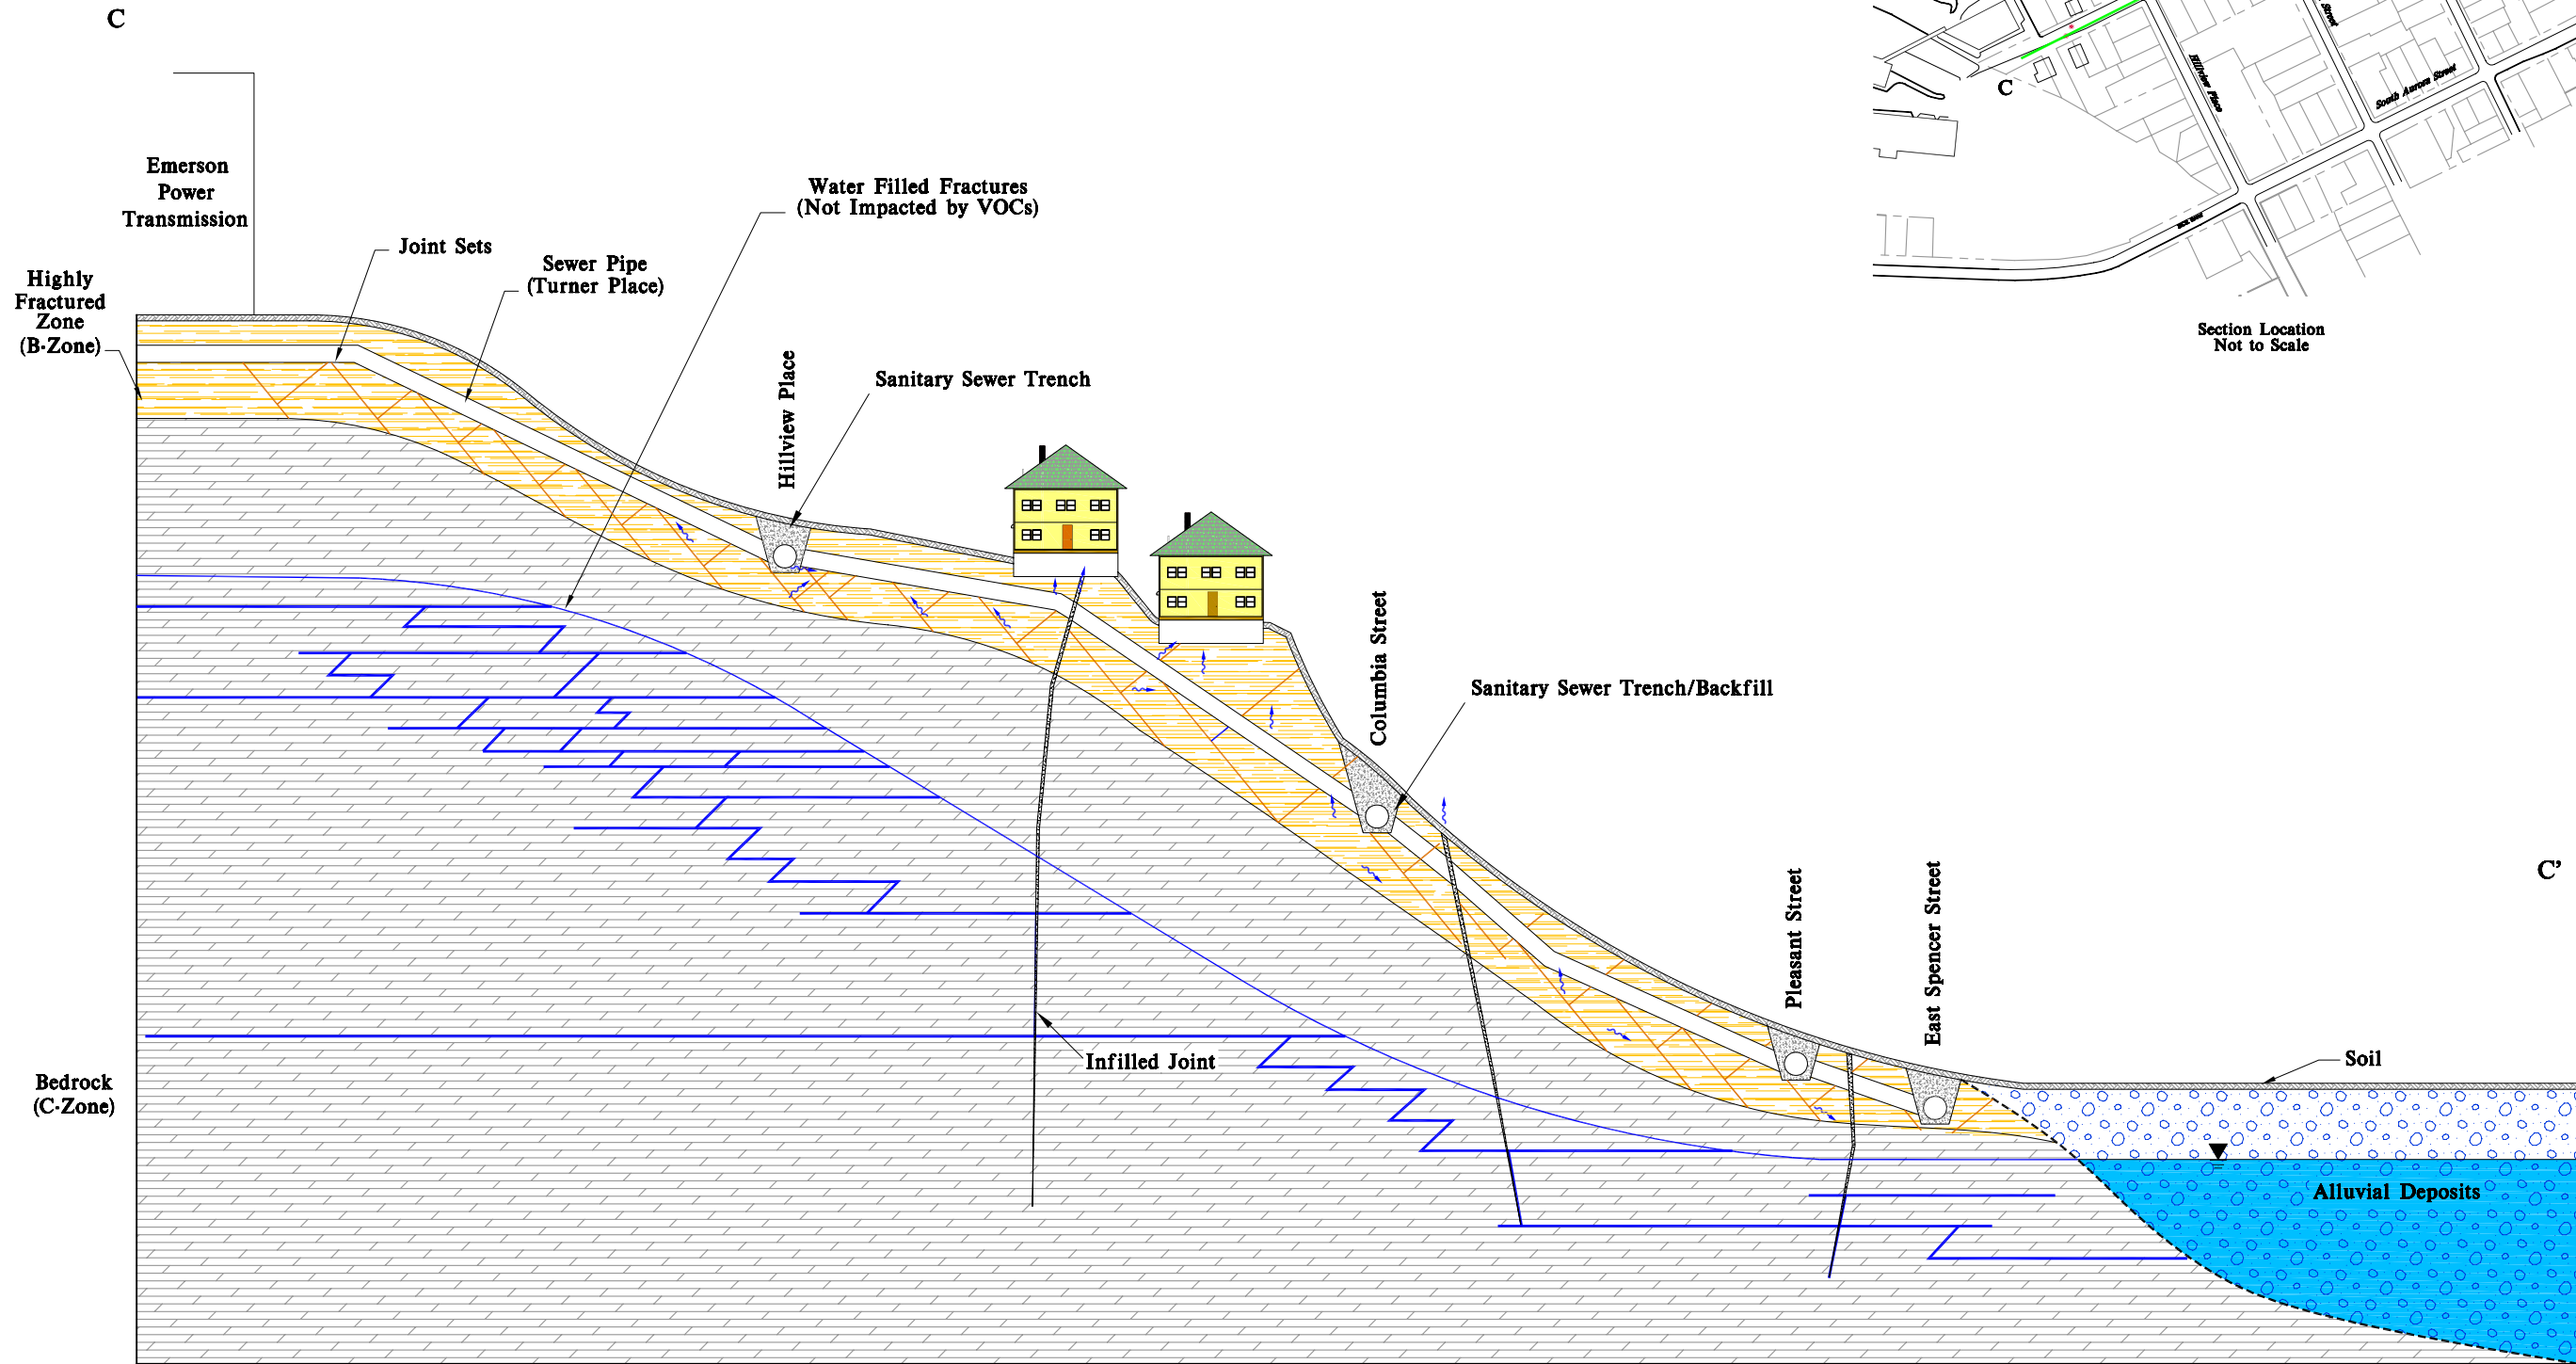 C
Emerson
Power
Transmission
Highly
Fractured
Zone
(B-Zone)
Joint Sets
Sewer Pipe
(Turner Place)
Water Filled Fractures
(Not Impacted by VOCs)
Hillview Place
Sanitary Sewer Trench
Columbia Street
Sanitary Sewer Trench/Backfill
Pleasant Street
East Spencer Street
C'
Soil
Alluvial Deposits
Infilled Joint
Bedrock
(C-Zone)
C
Hillview Place
Street
South Aurora Street
Section Location
Not to Scale